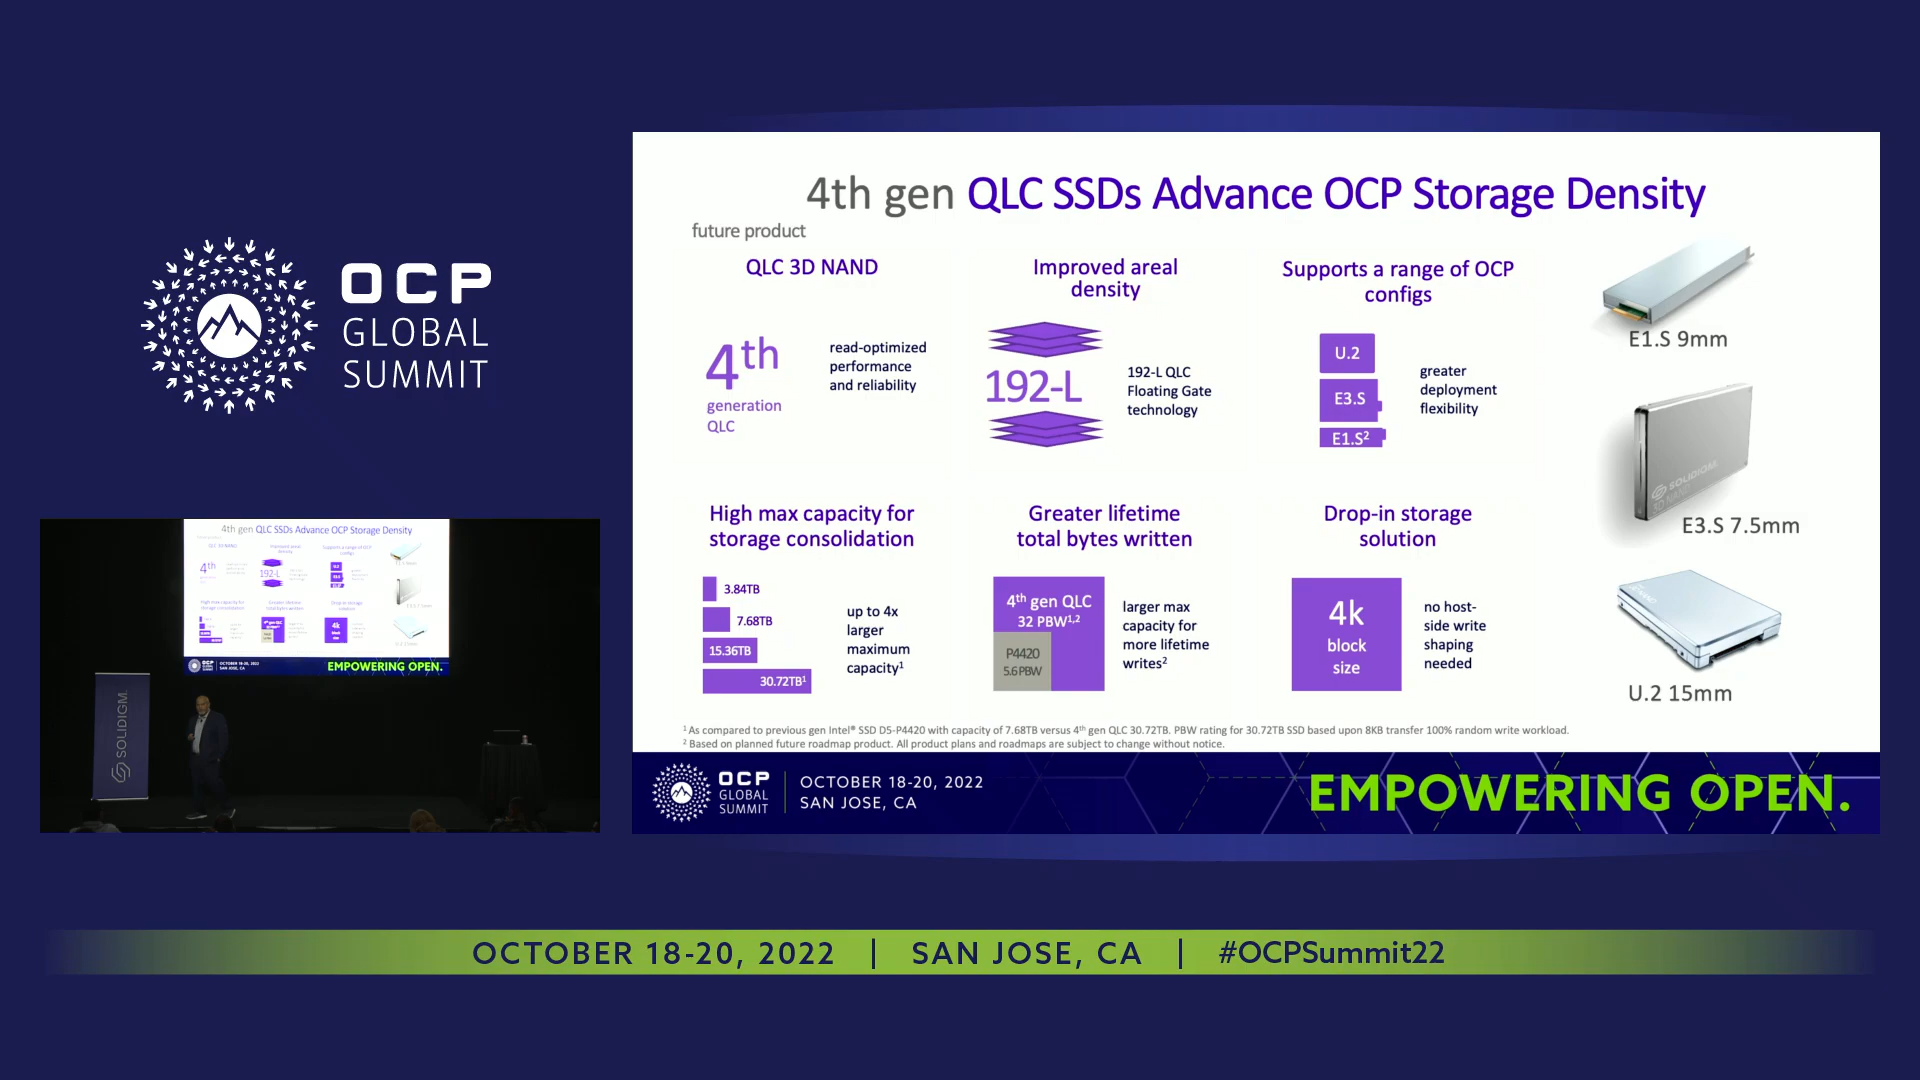 OCP
GLOBAL
SUMMIT
4th gen QLC SSDs Advance OCP Storage Density
future product
QLC 3D NAND
4th
generation
QLC
read-optimized
performance
and reliability
Improved areal
density
192-L
192-L QLC
Floating Gate
technology
Supports a range of OCP
configs
U.2
E3.S
E1.S²
greater
deployment
flexibility
E1.S 9mm
SOLIDIGM
3D NAND
E3.S 7.5mm
U.2 15mm
High max capacity for
storage consolidation
3.84TB
7.68TB
15.36TB
30.72TB¹
up to 4x
larger
maximum
capacity¹
Greater lifetime
total bytes written
4th gen QLC
32 PBW¹,²
P4420
5.6 PBW
larger max
capacity for
more lifetime
writes²
Drop-in storage
solution
4k
block
size
no host-
side write
shaping
needed
¹ As compared to previous gen Intel® SSD D5-P4420 with capacity of 7.68TB versus 4th gen QLC 30.72TB. PBW rating for 30.72TB SSD based upon 8KB transfer 100% random write workload.
² Based on planned future roadmap product. All product plans and roadmaps are subject to change without notice.
OCP
GLOBAL
SUMMIT
OCTOBER 18-20, 2022
SAN JOSE, CA
EMPOWERING OPEN.
4th gen QLC SSDs Advance OCP Storage Density
4th
192-L
4k
EMPOWERING OPEN.
SOLIDIGM
OCTOBER 18-20, 2022 | SAN JOSE, CA | #OCPSummit22